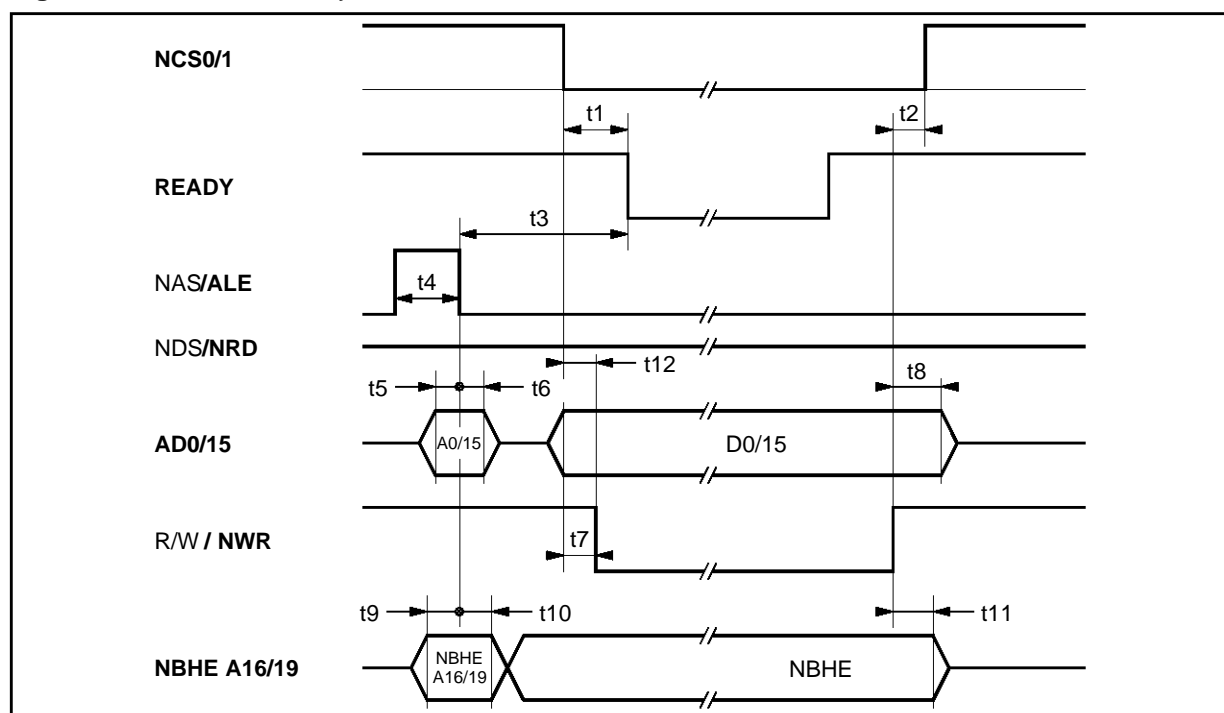 NCS0/1
t1
t2
READY
t3
NAS/ALE
t4
NDS/NRD
t12
t5
t6
t8
AD0/15
A0/15
D0/15
R/W / NWR
t7
t9
t10
t11
NBHE A16/19
NBHE
A16/19
NBHE